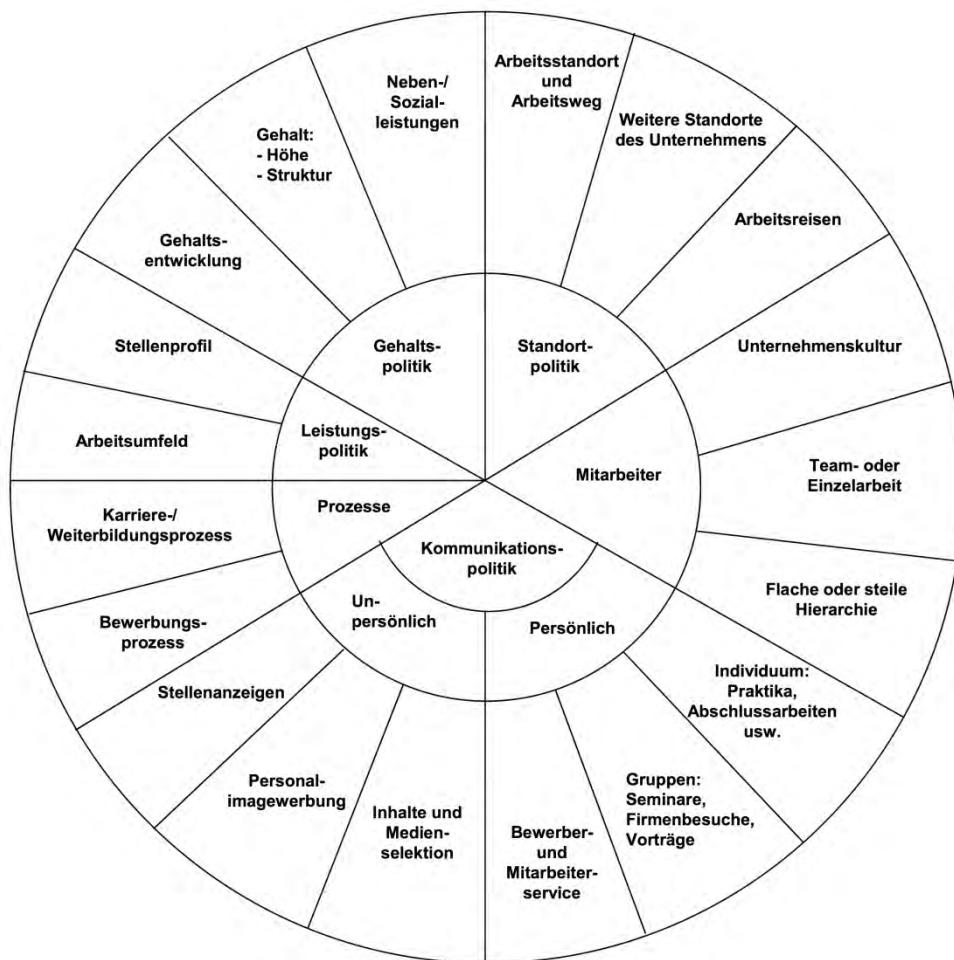 Neben-/
Sozial-
leistungen
Arbeitsstandort
und
Arbeitsweg
Weitere Standorte
des Unternehmens
Arbeitsreisen
Gehalt:
- Höhe
- Struktur
Gehalts-
entwicklung
Stellenprofil
Arbeitsumfeld
Gehalts-
politik
Standort-
politik
Unternehmenskultur
Leistungs-
politik
Mitarbeiter
Team- oder
Einzelarbeit
Prozesse
Karriere-/
Weiterbildungsprozess
Kommunikations-
politik
Flache oder steile
Hierarchie
Un-
persönlich
Persönlich
Bewerbungs-
prozess
Stellenanzeigen
Individuum:
Praktika,
Abschlussarbeiten
usw.
Personal-
imagewerbung
Inhalte und
Medien-
selektion
Bewerber-
und
Mitarbeiter-
service
Gruppen:
Seminare,
Firmenbesuche,
Vorträge